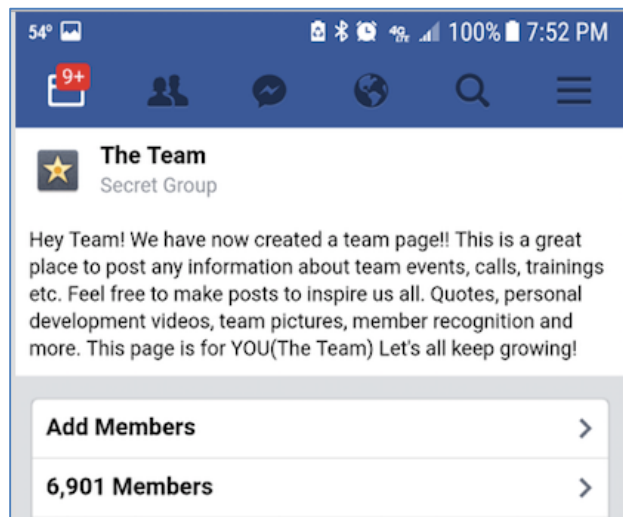 54° 4G LTE 100% 7:52 PM
9+
The Team
Secret Group
Hey Team! We have now created a team page!! This is a great
place to post any information about team events, calls, trainings
etc. Feel free to make posts to inspire us all. Quotes, personal
development videos, team pictures, member recognition and
more. This page is for YOU(The Team) Let's all keep growing!
Add Members
6,901 Members